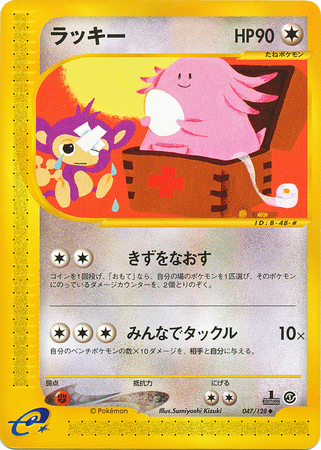 ラッキー HP90
たねポケモン
ID:B-48-#
きずをなおす
コインを1回投げ、「おもて」なら、自分の場のポケモンを1匹選び、そのポケモンに
のっているダメージカウンターを、2個とりのぞく。
みんなでタックル 10×
自分のベンチポケモンの数×10ダメージを、相手と自分に与える。
弱点 抵抗力 にげる
© Pokémon Illus.Sumiyoshi Kizuki 047/128
1
EDITION
e